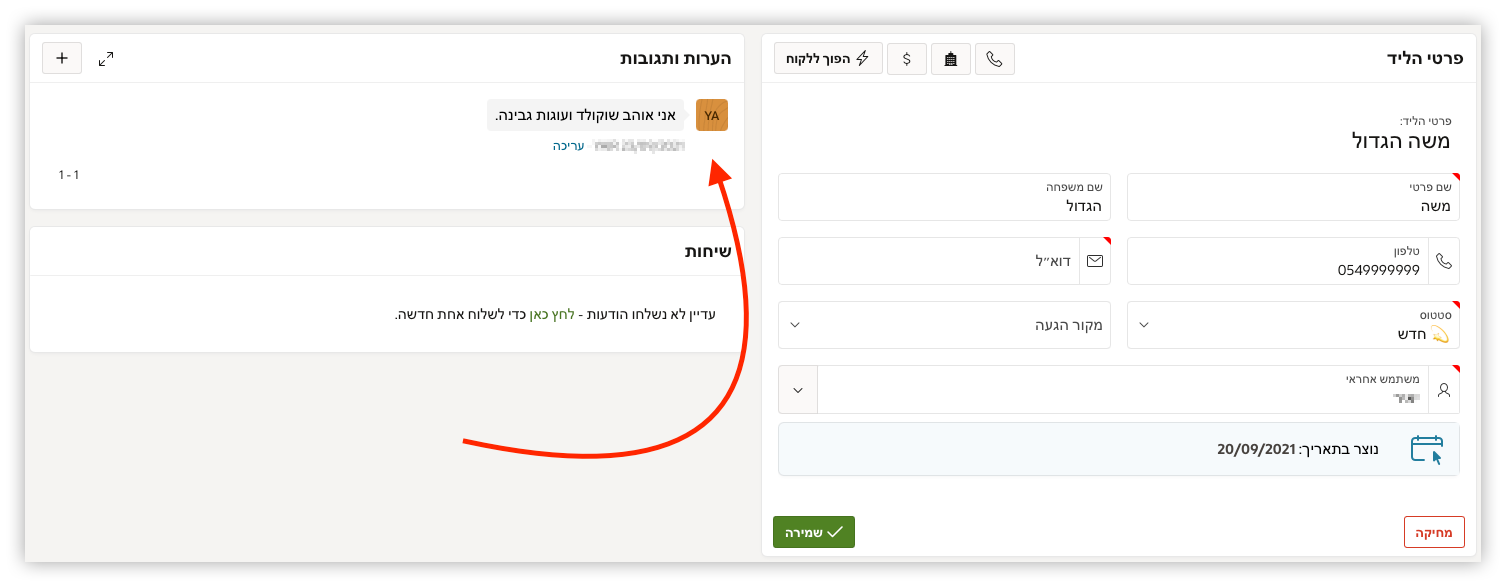 פרטי הליד
הפוך ללקוח
פרטי הליד:
משה הגדול
שם פרטי
משה
שם משפחה
הגדול
טלפון
0549999999
דוא״ל
סטטוס
חדש
מקור הגעה
משתמש אחראי
נוצר בתאריך: 20/09/2021
מחיקה
שמירה
הערות ותגובות
YA
אני אוהב שוקולד ועוגות גבינה.
עריכה
1 - 1
שיחות
עדיין לא נשלחו הודעות - לחץ כאן כדי לשלוח אחת חדשה.